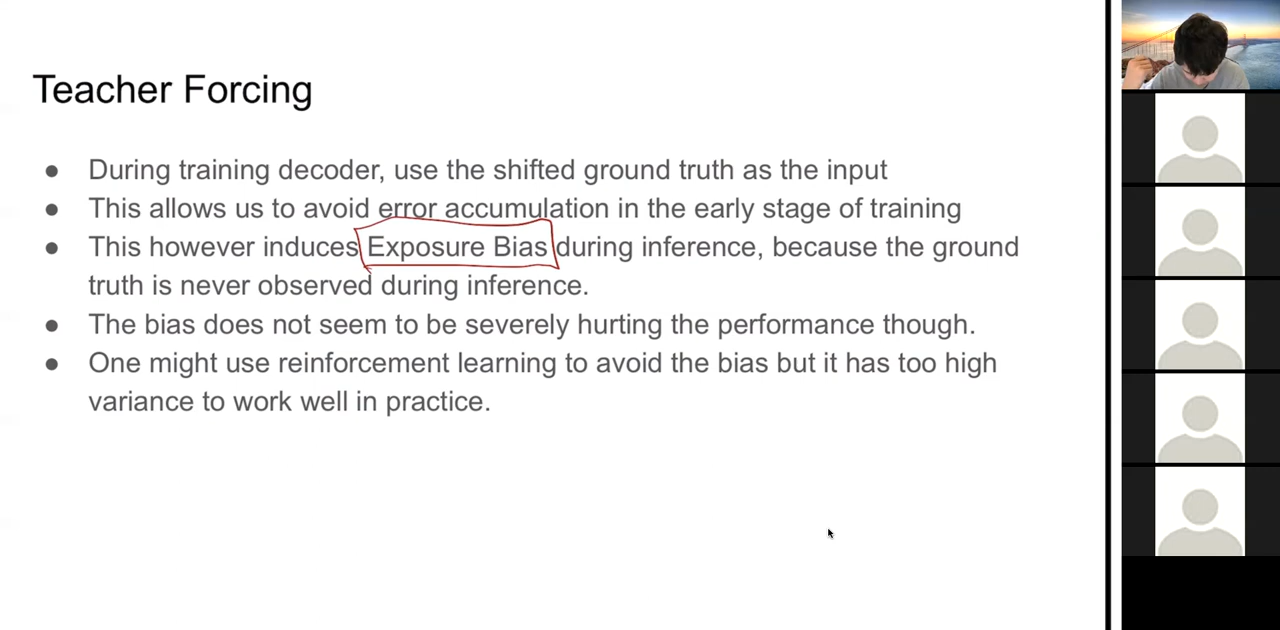 Teacher Forcing
● During training decoder, use the shifted ground truth as the input
● This allows us to avoid error accumulation in the early stage of training
● This however induces Exposure Bias during inference, because the ground
truth is never observed during inference.
● The bias does not seem to be severely hurting the performance though.
● One might use reinforcement learning to avoid the bias but it has too high
variance to work well in practice.